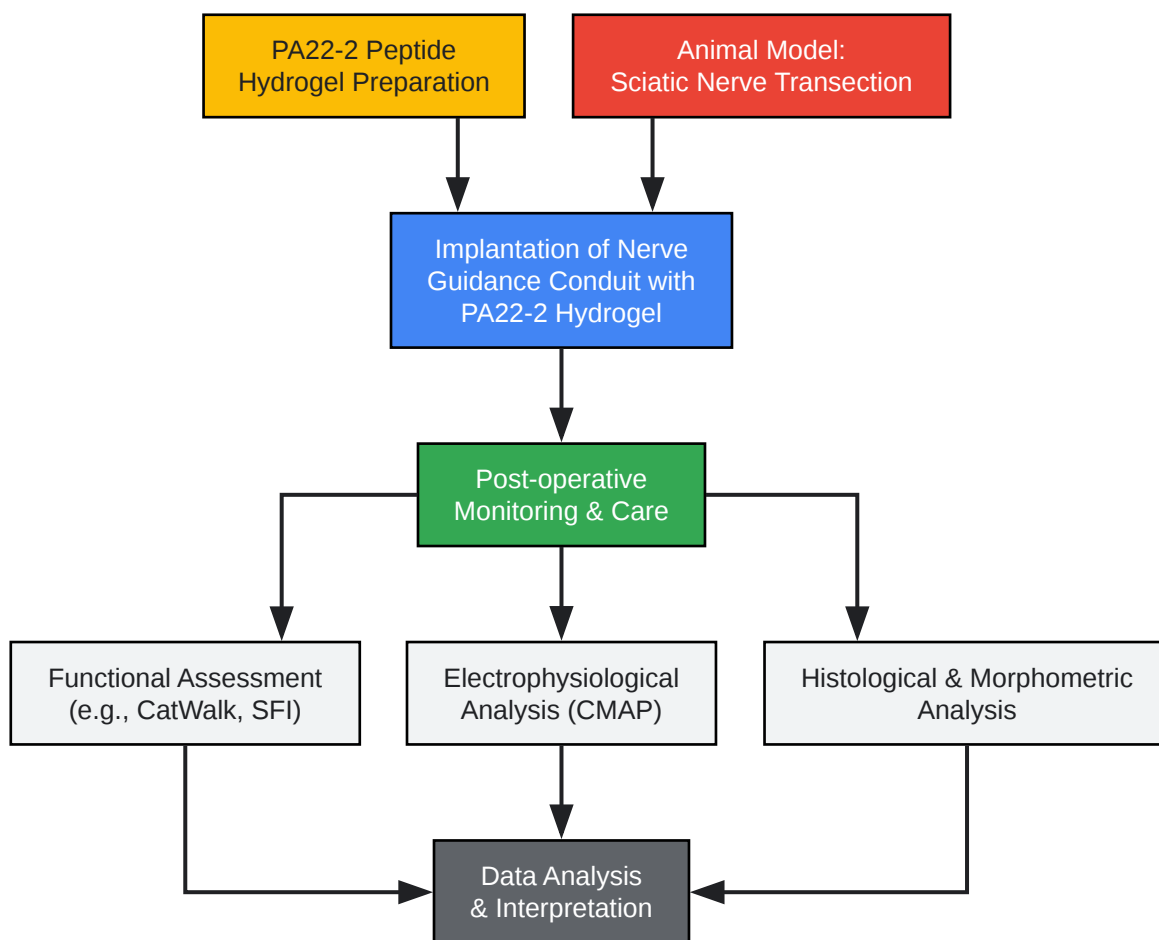 PA22-2 Peptide
Hydrogel Preparation
Animal Model:
Sciatic Nerve Transection
Implantation of Nerve
Guidance Conduit with
PA22-2 Hydrogel
Post-operative
Monitoring & Care
Functional Assessment
(e.g., CatWalk, SFI)
Electrophysiological
Analysis (CMAP)
Histological & Morphometric
Analysis
Data Analysis
& Interpretation